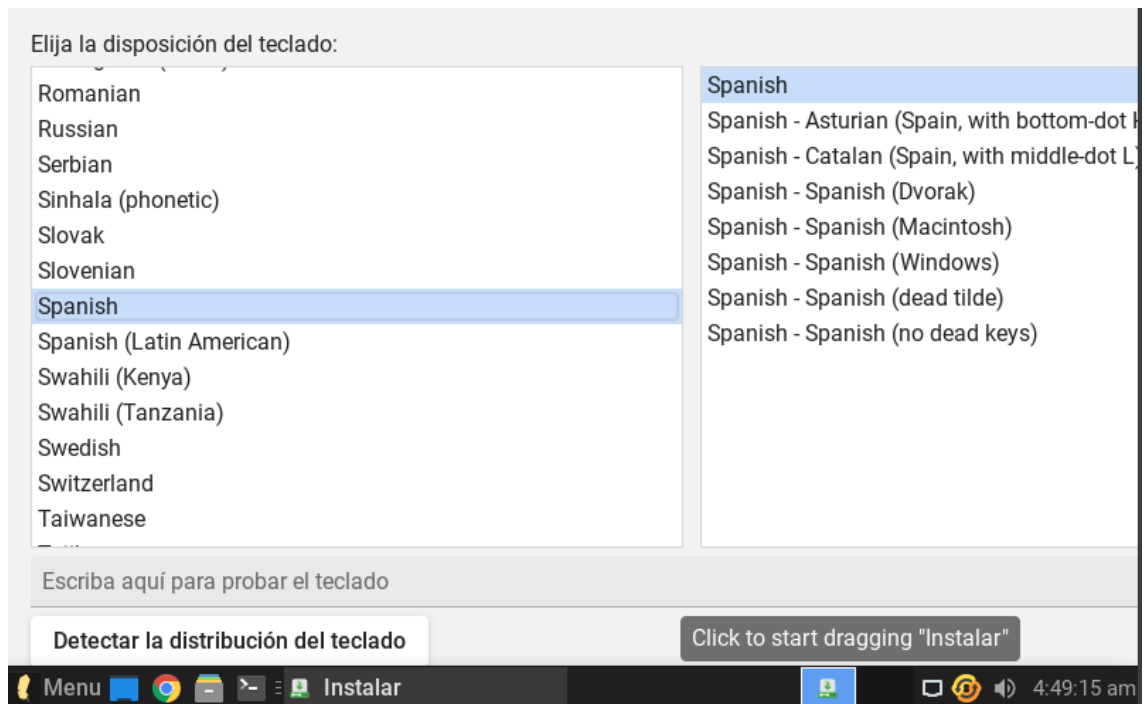 Elija la disposición del teclado:
Romanian
Russian
Serbian
Sinhala (phonetic)
Slovak
Slovenian
Spanish
Spanish (Latin American)
Swahili (Kenya)
Swahili (Tanzania)
Swedish
Switzerland
Taiwanese
Spanish
Spanish - Asturian (Spain, with bottom-dot
Spanish - Catalan (Spain, with middle-dot L)
Spanish - Spanish (Dvorak)
Spanish - Spanish (Macintosh)
Spanish - Spanish (Windows)
Spanish - Spanish (dead tilde)
Spanish - Spanish (no dead keys)
Escriba aquí para probar el teclado
Detectar la distribución del teclado
Click to start dragging "Instalar"
Menu Instalar 4:49:15 am